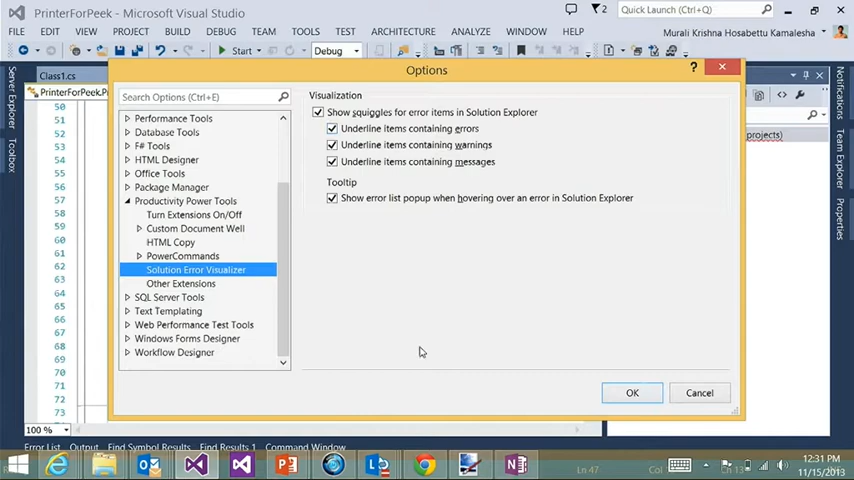 PrinterForPeek - Microsoft Visual Studio
2
Quick Launch (Ctrl+Q)
FILE EDIT VIEW PROJECT BUILD DEBUG TEAM TOOLS TEST ARCHITECTURE ANALYZE WINDOW HELP
Murali Krishna Hosabettu Kamalesha
Start
Debug
Server Explorer
Toolbox
Class1.cs
PrinterForPeek.P
50
51
52
53
54
55
56
57
58
59
60
61
62
63
64
65
66
67
68
69
70
71
72
73
100 %
Options
?
Search Options (Ctrl+E)
Performance Tools
Database Tools
F# Tools
HTML Designer
Office Tools
Package Manager
Productivity Power Tools
Turn Extensions On/Off
Custom Document Well
HTML Copy
PowerCommands
Solution Error Visualizer
Other Extensions
SQL Server Tools
Text Templating
Web Performance Test Tools
Windows Forms Designer
Workflow Designer
Visualization
Show squiggles for error items in Solution Explorer
Underline items containing errors
Underline items containing warnings
Underline items containing messages
Tooltip
Show error list popup when hovering over an error in Solution Explorer
OK
Cancel
projects)
Notifications
Team Explorer
Properties
Error List Output Find Symbol Results Find Results 1 Command Window
Ln 47
Col
Ch 13
12:31 PM
11/15/2013